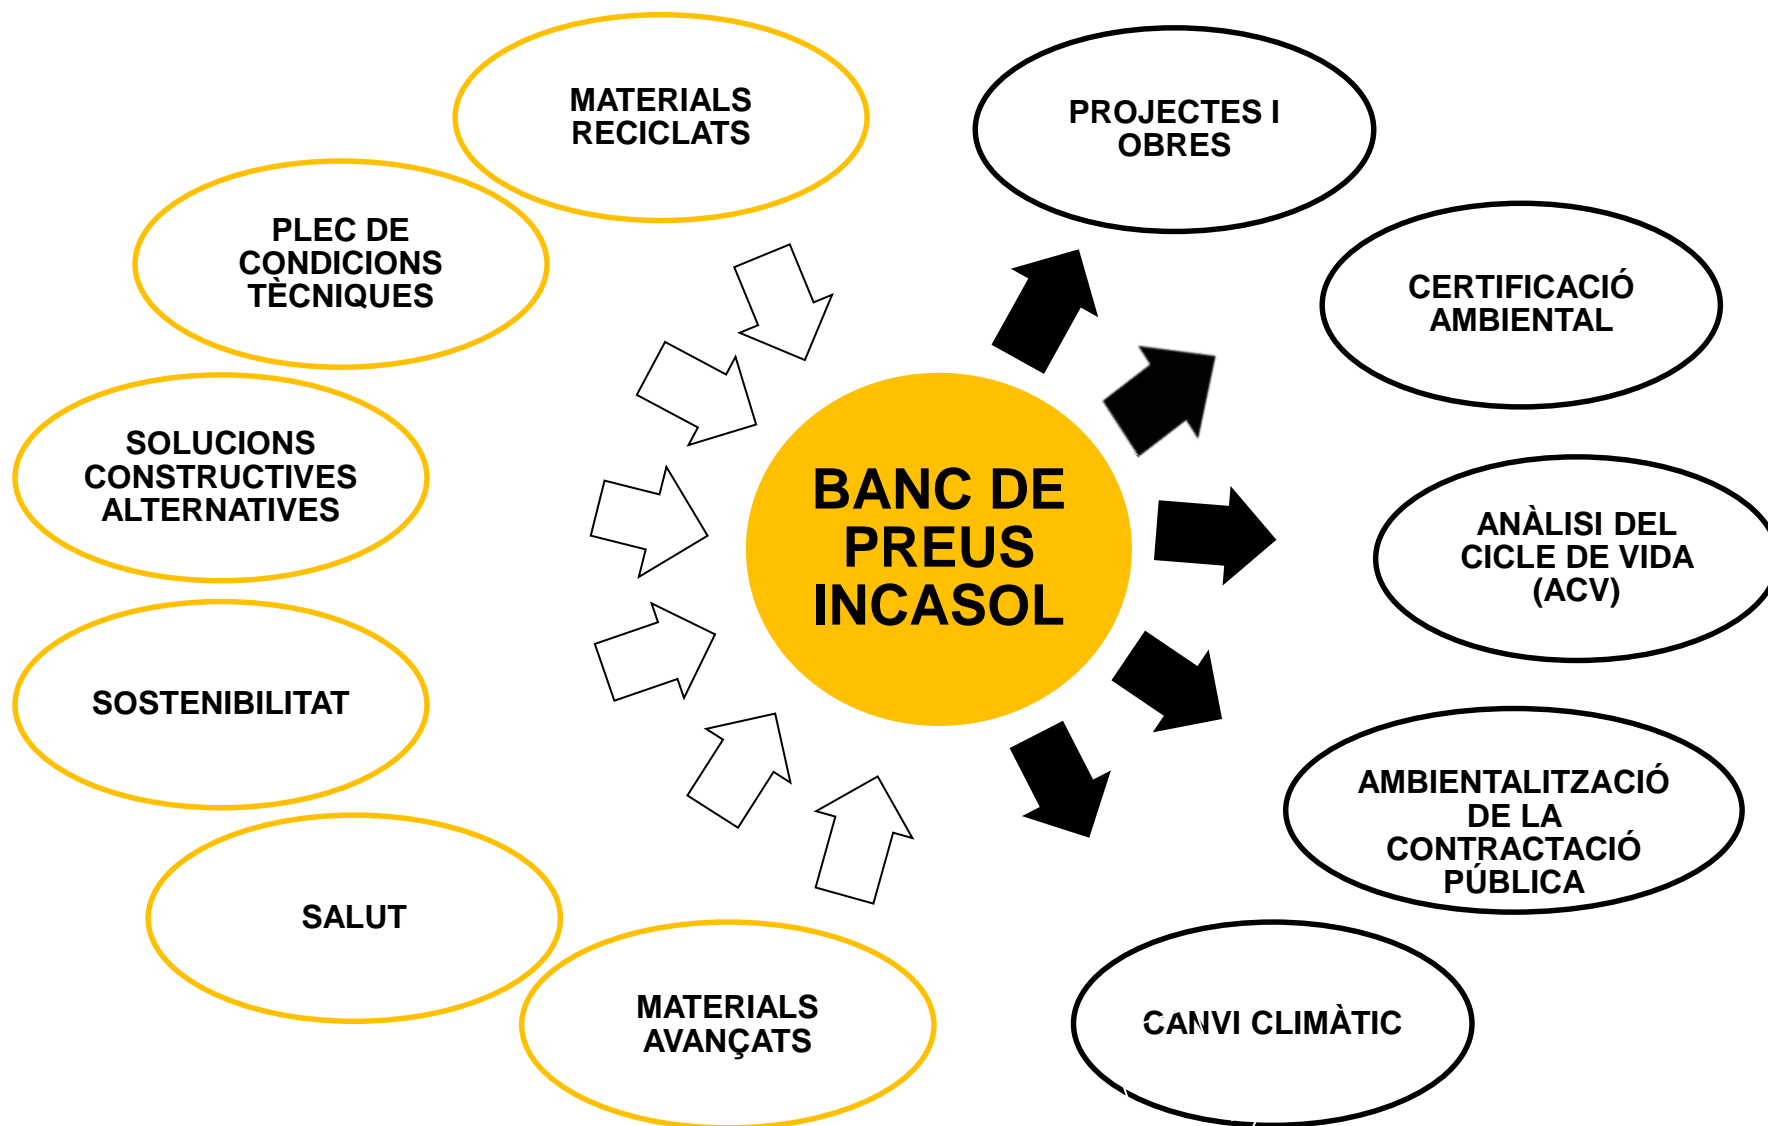 MATERIALS
RECICLATS
PLEC DE
CONDICIONS
TÈCNIQUES
SOLUCIONS
CONSTRUCTIVES
ALTERNATIVES
SOSTENIBILITAT
SALUT
MATERIALS
AVANÇATS
BANC DE
PREUS
INCASOL
PROJECTES I
OBRES
CERTIFICACIÓ
AMBIENTAL
ANÀLISI DEL
CICLE DE VIDA
(ACV)
AMBIENTALITZACIÓ
DE LA
CONTRACTACIÓ
PÚBLICA
CANVI CLIMÀTIC